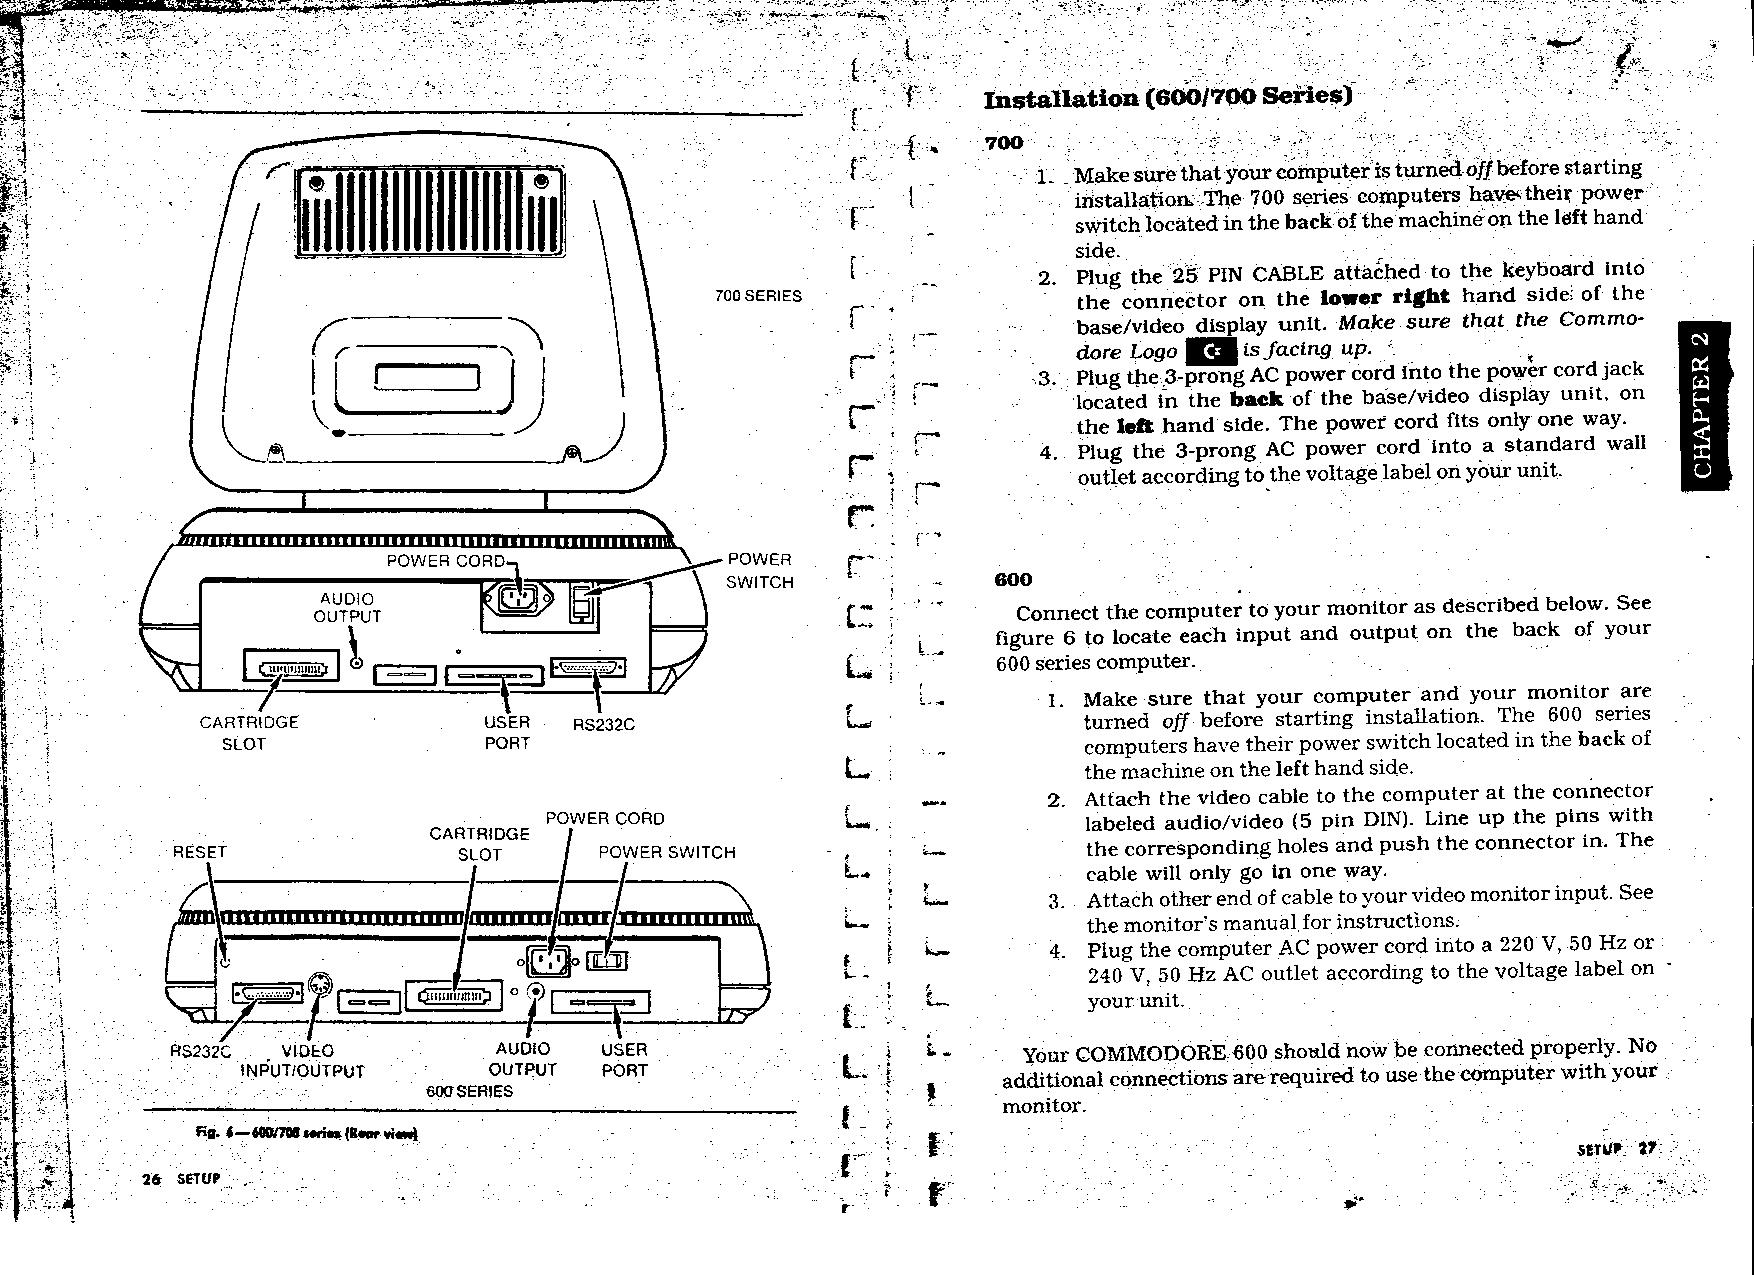 700 SERIES
POWER CORD
POWER
SWITCH
AUDIO
OUTPUT
CARTRIDGE
SLOT
USER
PORT
RS232C
POWER CORD
CARTRIDGE
SLOT
RESET
POWER SWITCH
RS232C
VIDEO
INPUT/OUTPUT
AUDIO
OUTPUT
USER
PORT
600 SERIES
Fig. 6—600/700 series (Rear view)
26 SETUP
Installation (600/700 Series)
700
1. Make sure that your computer is turned off before starting
installation. The 700 series computers have their power
switch located in the back of the machine on the left hand
side.
2. Plug the 25 PIN CABLE attached to the keyboard into
the connector on the lower right hand side of the
base/video display unit. Make sure that the Commo-
dore Logo is facing up.
3. Plug the 3-prong AC power cord into the power cord jack
located in the back of the base/video display unit, on
the left hand side. The power cord fits only one way.
4. Plug the 3-prong AC power cord into a standard wall
outlet according to the voltage label on your unit.
CHAPTER 2
600
Connect the computer to your monitor as described below. See
figure 6 to locate each input and output on the back of your
600 series computer.
1. Make sure that your computer and your monitor are
turned off before starting installation. The 600 series
computers have their power switch located in the back of
the machine on the left hand side.
2. Attach the video cable to the computer at the connector
labeled audio/video (5 pin DIN). Line up the pins with
the corresponding holes and push the connector in. The
cable will only go in one way.
3. Attach other end of cable to your video monitor input. See
the monitor's manual for instructions.
4. Plug the computer AC power cord into a 220 V, 50 Hz or
240 V, 50 Hz AC outlet according to the voltage label on
your unit.
Your COMMODORE 600 should now be connected properly. No
additional connections are required to use the computer with your
monitor.
SETUP 27